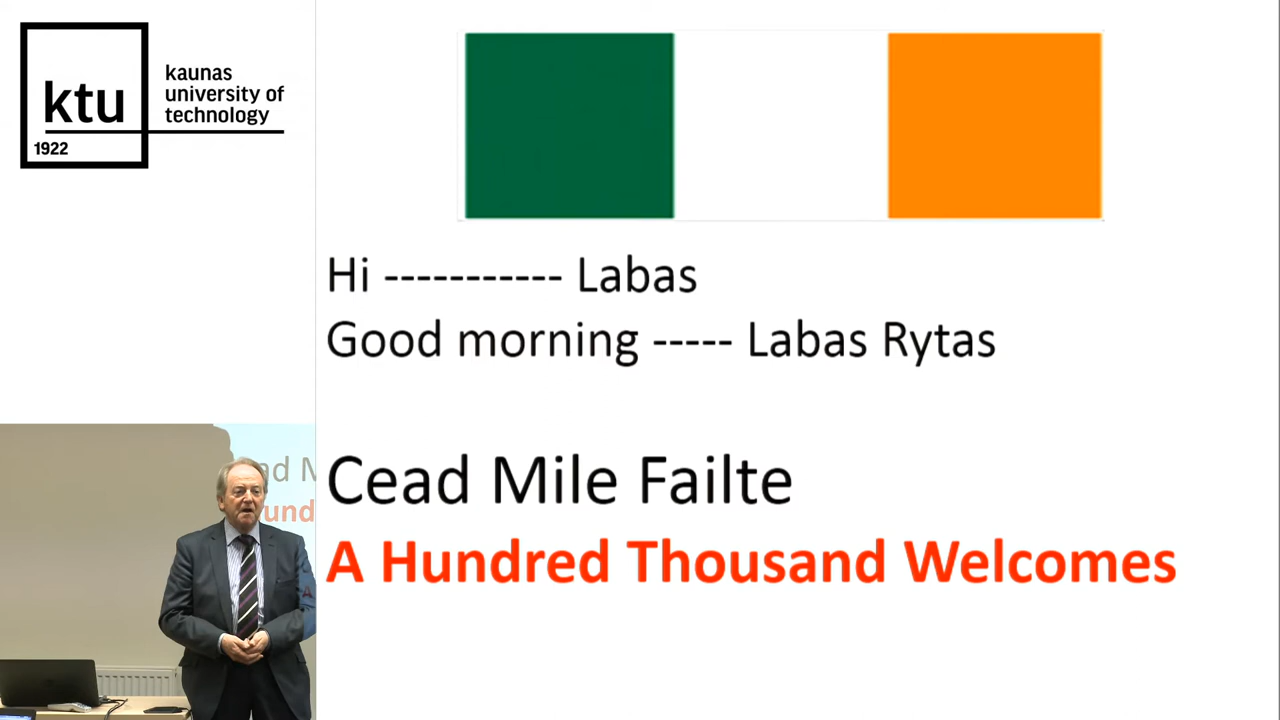 ktu
1922
kaunas
university of
technology
Hi ----------- Labas
Good morning ----- Labas Rytas
Cead Mile Failte
A Hundred Thousand Welcomes